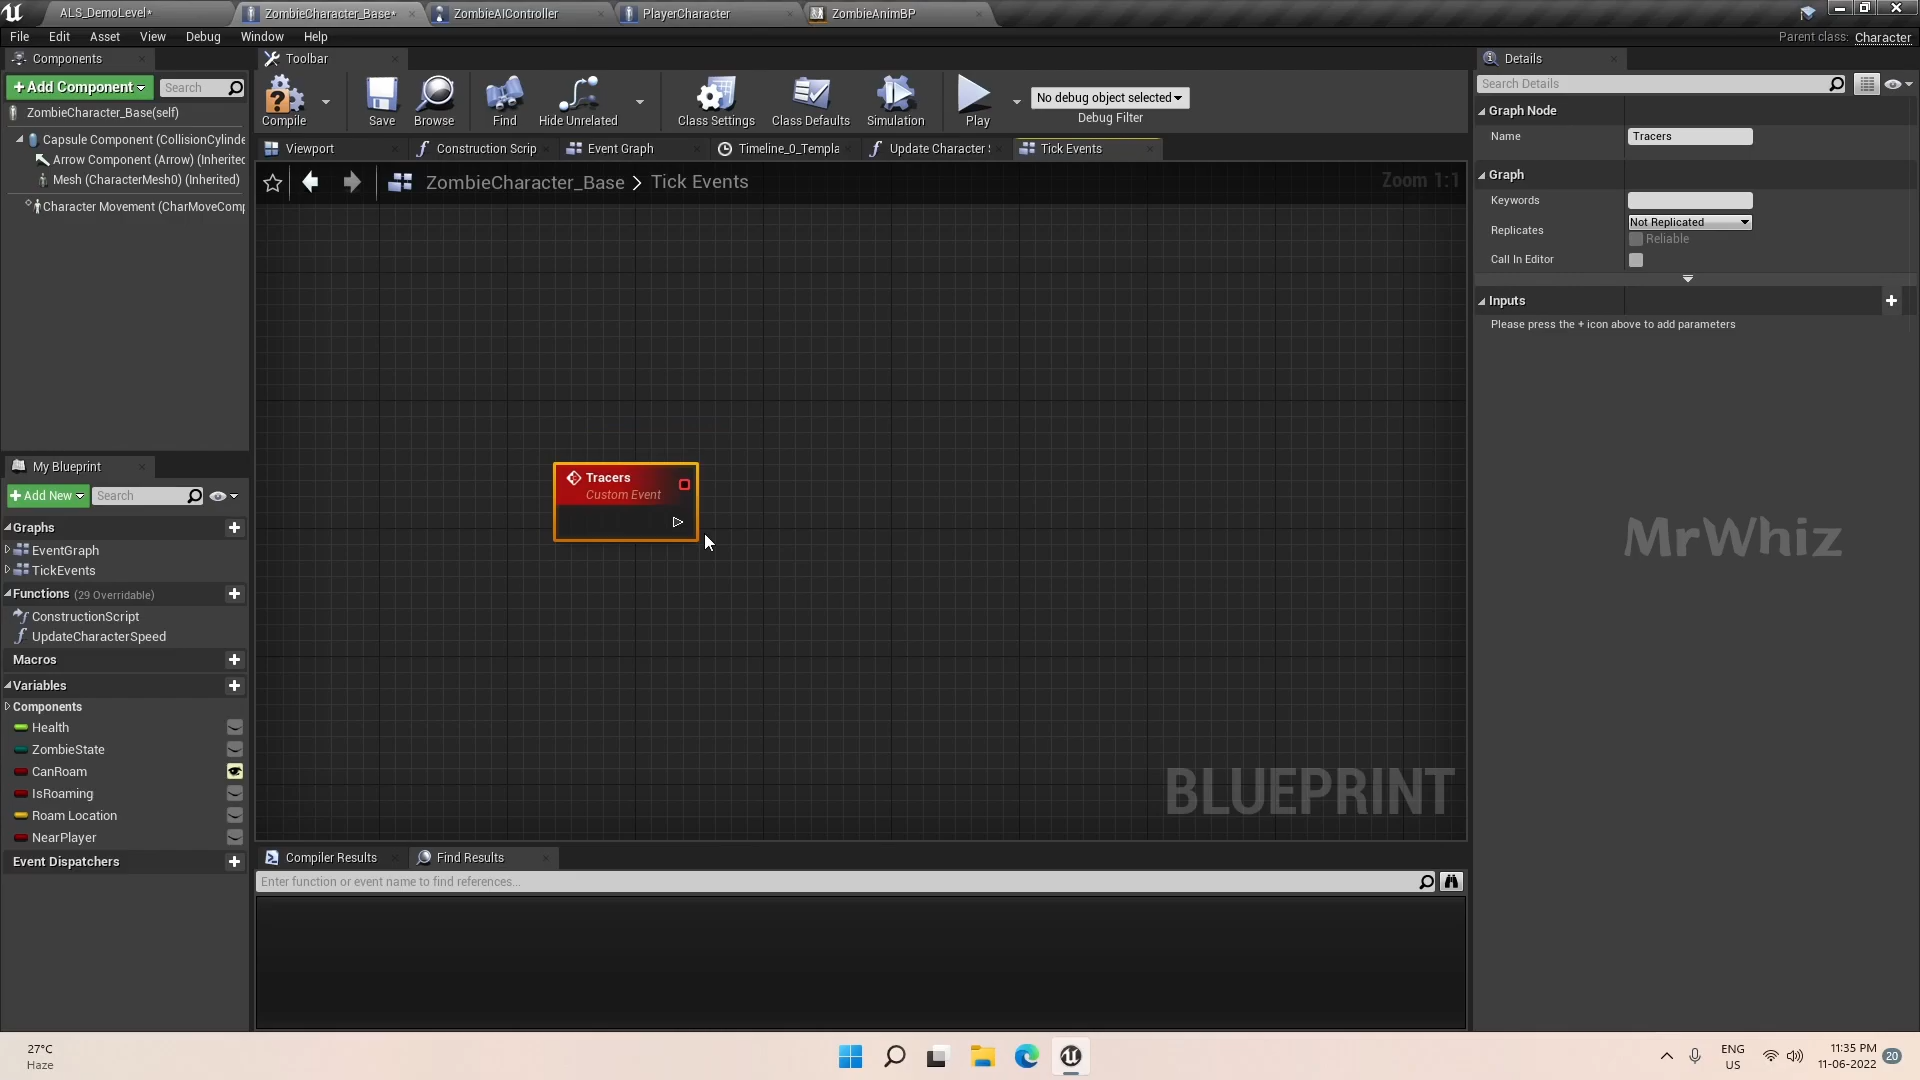 ALS_DemoLevel*
ZombieCharacter_Base*
ZombieAIController
PlayerCharacter
ZombieAnimBP
File
Edit
Asset
View
Debug
Window
Help
Parent class: Character
Components
+Add Component
Search
ZombieCharacter_Base(self)
Capsule Component (CollisionCylinde
Arrow Component (Arrow) (Inherited
Mesh (CharacterMesh0) (Inherited)
Character Movement (CharMoveComp
Toolbar
Compile
Save
Browse
Find
Hide Unrelated
Class Settings
Class Defaults
Simulation
Play
No debug object selected
Debug Filter
Viewport
Construction Scrip
Event Graph
Timeline_0_Templa
Update Character S
Tick Events
ZombieCharacter_Base > Tick Events
Zoom 1:1
Tracers
Custom Event
BLUEPRINT
My Blueprint
+Add New
Search
Graphs
EventGraph
TickEvents
Functions (29 Overridable)
ConstructionScript
UpdateCharacterSpeed
Macros
Variables
Components
Health
ZombieState
CanRoam
IsRoaming
Roam Location
NearPlayer
Event Dispatchers
Compiler Results
Find Results
Enter function or event name to find references...
Details
Search Details
Graph Node
Name
Tracers
Graph
Keywords
Replicates
Not Replicated
Reliable
Call In Editor
Inputs
Please press the + icon above to add parameters
MrWhiz
27°C
Haze
ENG
US
11:35 PM
11-06-2022
20